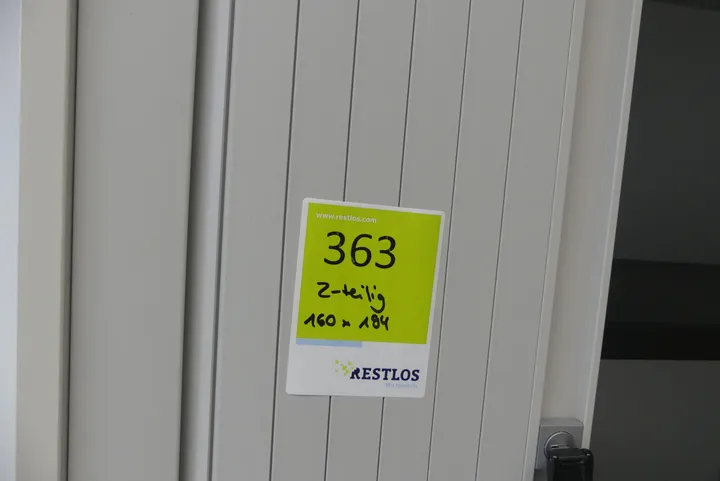 www.restlos.com
363
2-teilig
160 x 184
RESTLOS